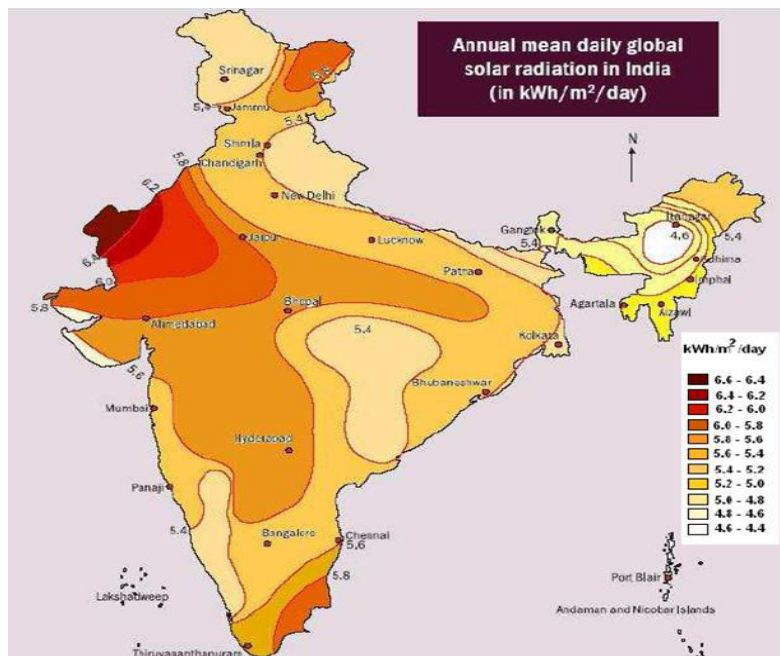 Annual mean daily global
solar radiation in India
(in kWh/m²/day)
Srinagar
5.4
Jammu
5.4
Shimla
Chandigarh
5.8
N
6.2
New Delhi
Itanagar
Gangtok
4.6
5.4
5.4
Jaipur
Lucknow
6.4
Patna
Imphal
6.0
5.8
Bhopal
Agartala
Aizawl
Ahmedabad
5.4
Kolkata
kWh/m²/day
5.6
Bhubaneshwar
6.6 - 6.4
6.4 - 6.2
Mumbai
6.2 - 6.0
6.0 - 5.8
5.8 - 5.6
Hyderabad
5.6 - 5.4
5.4 - 5.2
Panaji
5.2 - 5.0
5.0 - 4.8
4.8 - 4.6
4.6 - 4.4
5.4
Bangalore
Chennai
5.6
5.8
Port Blair
Lakshadweep
Andaman and Nicobar Islands
Thiruvananthapuram